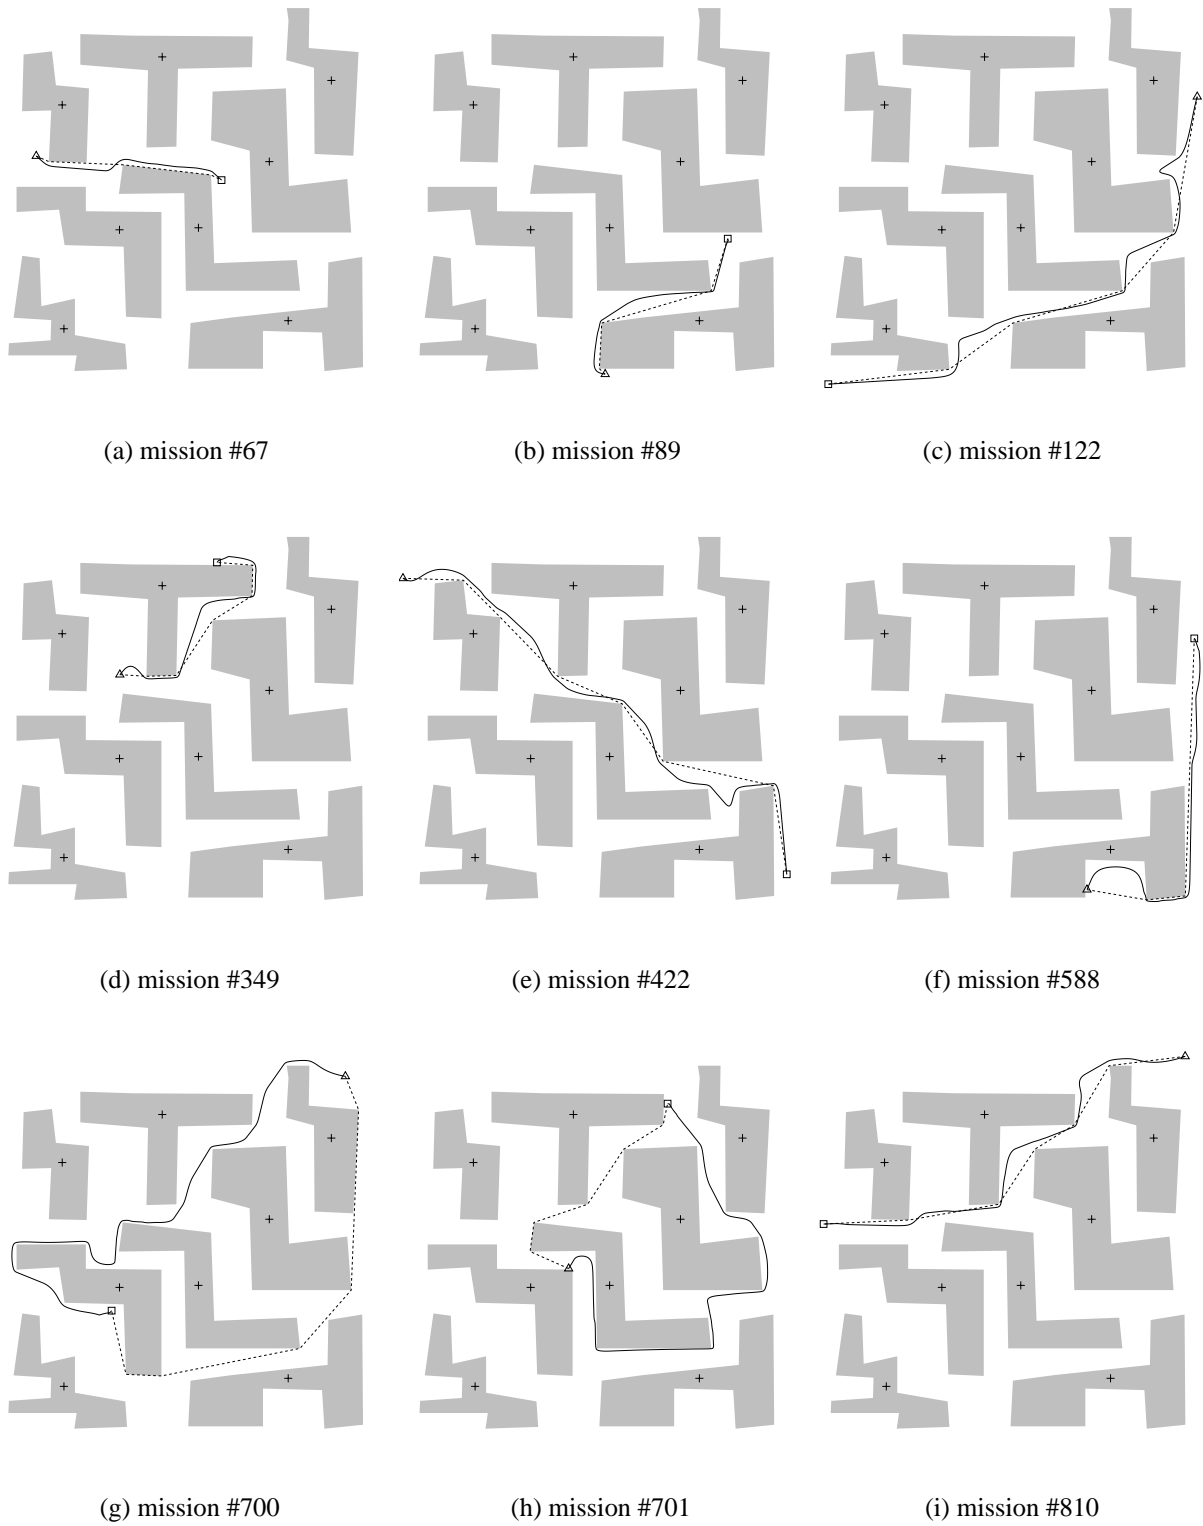 (a) mission #67
(b) mission #89
(c) mission #122
(d) mission #349
(e) mission #422
(f) mission #588
(g) mission #700
(h) mission #701
(i) mission #810